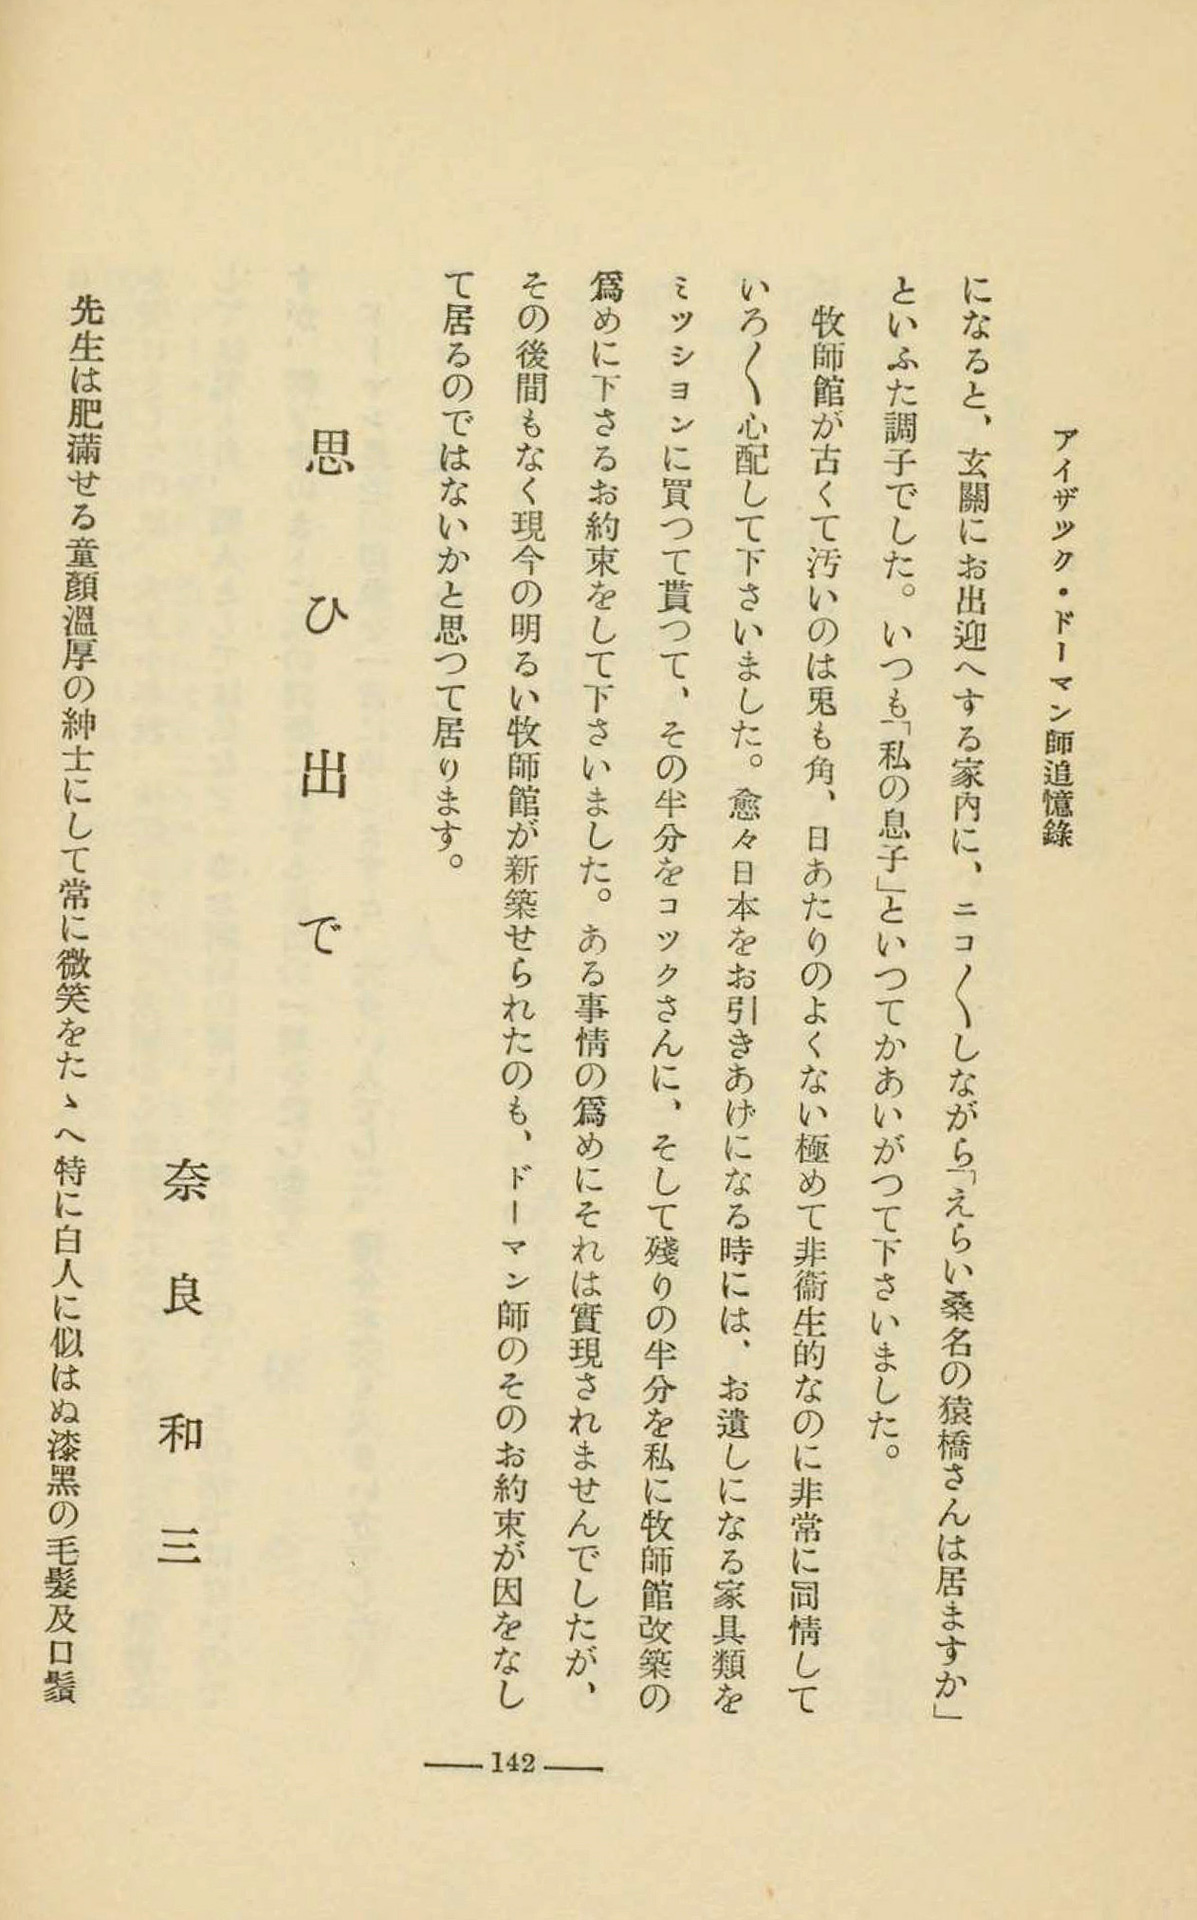 アイザツク・ドーマン師追憶錄
になると、玄關にお出迎へする家内に、ニコ〳〵しながら「えらい桑名の猿橋さんは居ますか」
といふた調子でした。いつも「私の息子」といつてかあいがつて下さいました。
牧師館が古くて汚いのは兎も角、日あたりのよくない極めて非衞生的なのに非常に同情して
いろ〳〵心配して下さいました。愈々日本をお引きあげになる時には、お遺しになる家具類を
ミツシヨンに買つて貰つて、その半分をコツクさんに、そして殘りの半分を私に牧師館改築の
爲めに下さるお約束をして下さいました。ある事情の爲めにそれは實現されませんでしたが、
その後間もなく現今の明るい牧師館が新築せられたのも、ドーマン師のそのお約束が因をなし
て居るのではないかと思つて居ります。
思ひ出で
奈良和三
先生は肥滿せる童顏溫厚の紳士にして常に微笑をたゝへ特に白人に似はぬ漆黑の毛髮及口鬚
142